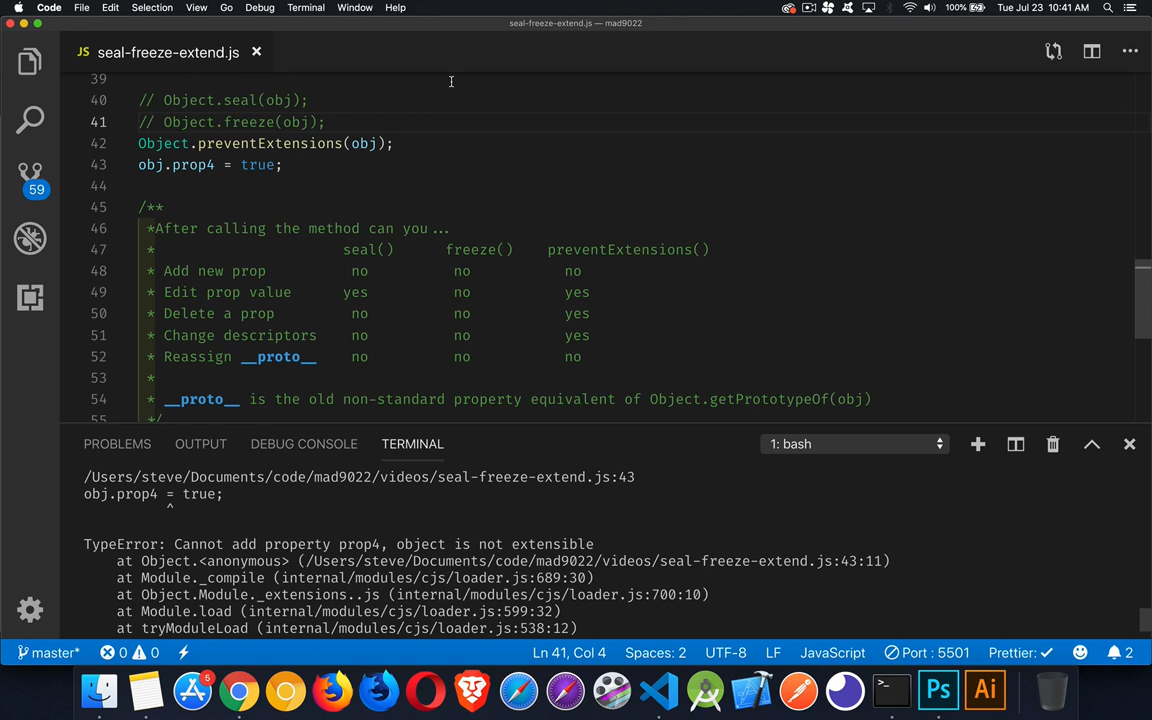 Code File Edit Selection View Go Debug Terminal Window Help 100% Tue Jul 23 10:41 AM
seal-freeze-extend.js — mad9022
JS seal-freeze-extend.js
39
40 // Object.seal(obj);
41 // Object.freeze(obj);
42 Object.preventExtensions(obj);
43 obj.prop4 = true;
44
45 /**
46 *After calling the method can you...
47 * seal() freeze() preventExtensions()
48 * Add new prop no no no
49 * Edit prop value yes no yes
50 * Delete a prop no no yes
51 * Change descriptors no no yes
52 * Reassign __proto__ no no no
53 *
54 * __proto__ is the old non-standard property equivalent of Object.getPrototypeOf(obj)
55 */
59
PROBLEMS OUTPUT DEBUG CONSOLE TERMINAL 1: bash
/Users/steve/Documents/code/mad9022/videos/seal-freeze-extend.js:43
obj.prop4 = true;
^
TypeError: Cannot add property prop4, object is not extensible
at Object.<anonymous> (/Users/steve/Documents/code/mad9022/videos/seal-freeze-extend.js:43:11)
at Module._compile (internal/modules/cjs/loader.js:689:30)
at Object.Module._extensions..js (internal/modules/cjs/loader.js:700:10)
at Module.load (internal/modules/cjs/loader.js:599:32)
at tryModuleLoad (internal/modules/cjs/loader.js:538:12)
master* 0 0 Ln 41, Col 4 Spaces: 2 UTF-8 LF JavaScript Port : 5501 Prettier: ✓ 2
5
>_ Ps Ai